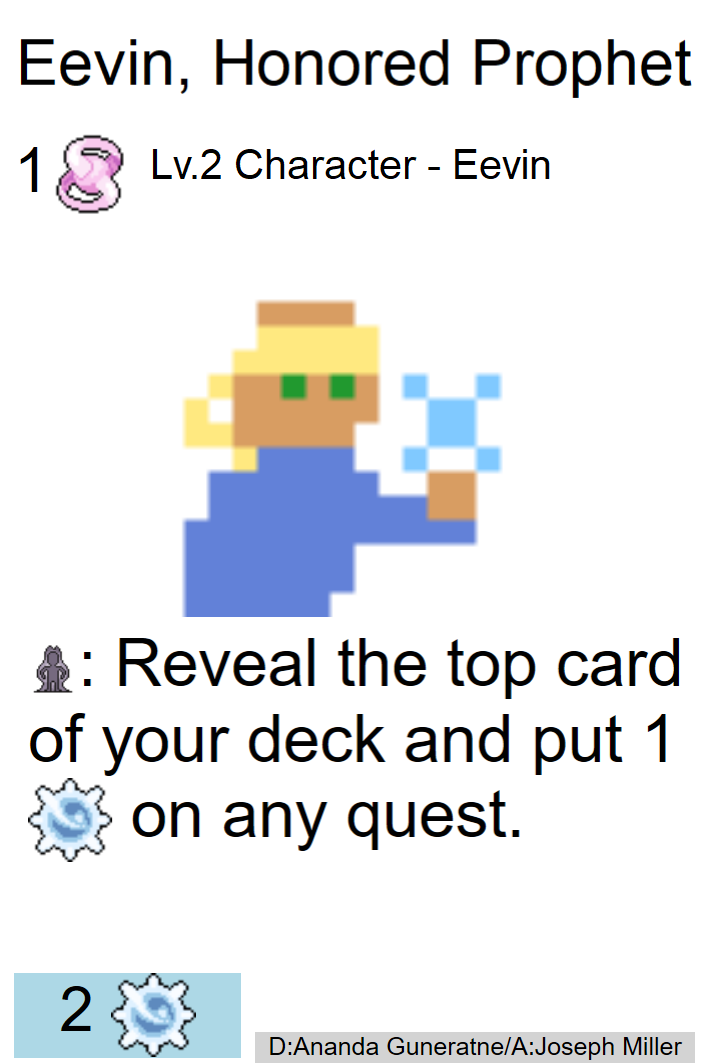 Eevin, Honored Prophet
1 Lv.2 Character - Eevin
: Reveal the top card
of your deck and put 1
on any quest.
2
D:Ananda Guneratne/A:Joseph Miller